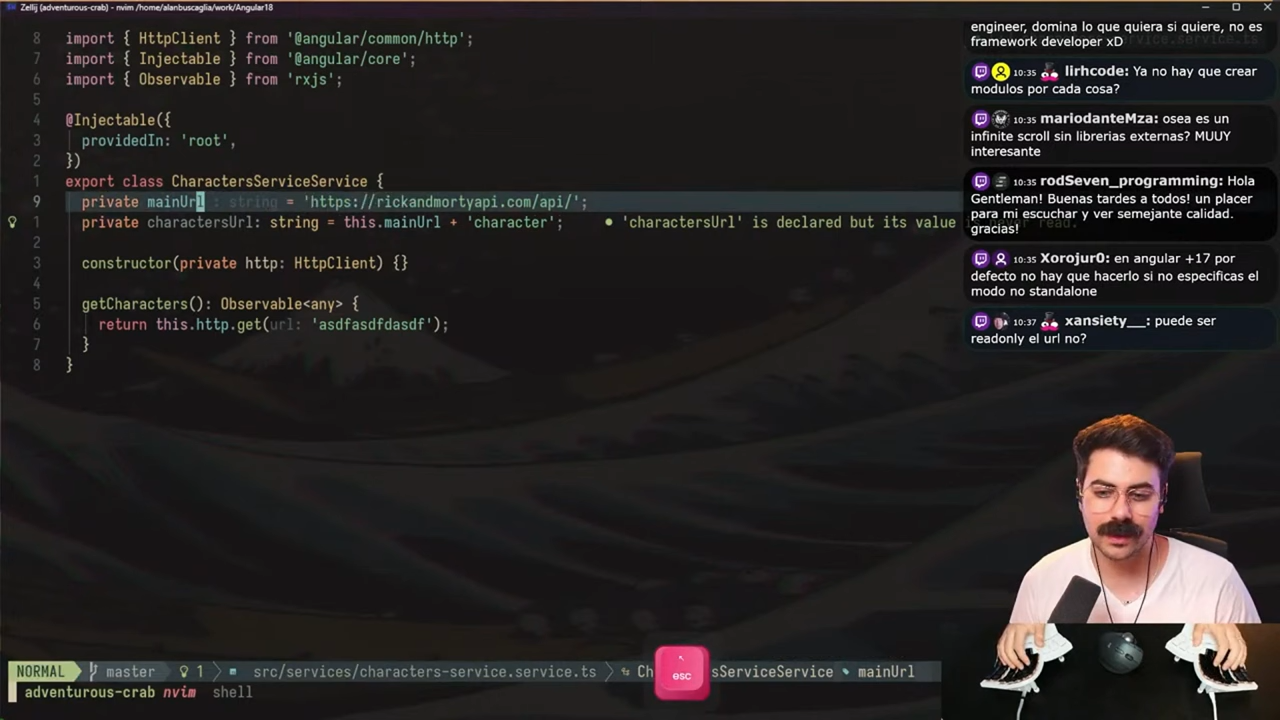 Zellij (adventurous-crab) - nvim /home/alanbuscaglia/work/Angular18
8 import { HttpClient } from '@angular/common/http';
7 import { Injectable } from '@angular/core';
6 import { Observable } from 'rxjs';
5
4 @Injectable({
3 providedIn: 'root',
2 })
1 export class CharactersServiceService {
9 private mainUrl : string = 'https://rickandmortyapi.com/api/';
1 private charactersUrl: string = this.mainUrl + 'character'; ● 'charactersUrl' is declared but its value is never read.
2
3 constructor(private http: HttpClient) {}
4
5 getCharacters(): Observable<any> {
6 return this.http.get(url: 'asdfasdfdasdf');
7 }
8 }
engineer, domina lo que quiera si quiere, no es
framework developer xD
10:35 lirhcode: Ya no hay que crear
modulos por cada cosa?
10:35 mariodanteMza: osea es un
infinite scroll sin librerias externas? MUUY
interesante
10:35 rodSeven_programming: Hola
Gentleman! Buenas tardes a todos! un placer
para mi escuchar y ver semejante calidad.
gracias!
10:35 Xorojur0: en angular +17 por
defecto no hay que hacerlo si no especificas el
modo no standalone
10:37 xansiety__: puede ser
readonly el url no?
esc
NORMAL master 1 src/services/characters-service.service.ts Ch sServiceService mainUrl
adventurous-crab nvim shell